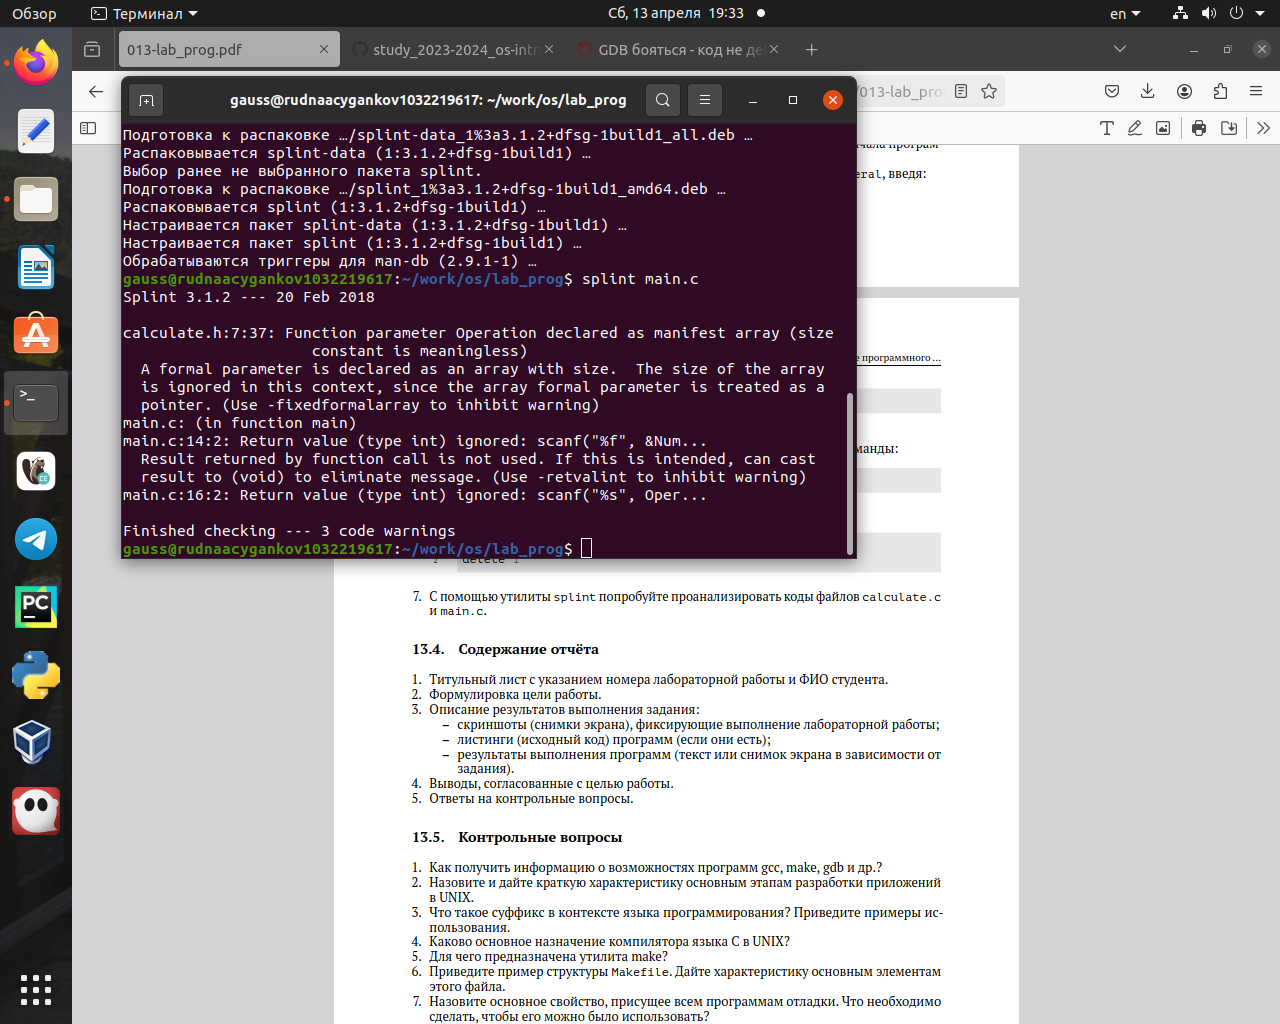 Обзор
Терминал
Сб, 13 апреля 19:33
en
013-lab_prog.pdf
study_2023-2024_os-intr
GDB бояться - код не де
/013-lab_pro
gauss@rudnaacygankov1032219617: ~/work/os/lab_prog
Подготовка к распаковке …/splint-data_1%3a3.1.2+dfsg-1build1_all.deb …
Распаковывается splint-data (1:3.1.2+dfsg-1build1) …
Выбор ранее не выбранного пакета splint.
Подготовка к распаковке …/splint_1%3a3.1.2+dfsg-1build1_amd64.deb …
Распаковывается splint (1:3.1.2+dfsg-1build1) …
Настраивается пакет splint-data (1:3.1.2+dfsg-1build1) …
Настраивается пакет splint (1:3.1.2+dfsg-1build1) …
Обрабатываются триггеры для man-db (2.9.1-1) …
gauss@rudnaacygankov1032219617:~/work/os/lab_prog$ splint main.c
Splint 3.1.2 --- 20 Feb 2018
calculate.h:7:37: Function parameter Operation declared as manifest array (size
constant is meaningless)
A formal parameter is declared as an array with size.  The size of the array
is ignored in this context, since the array formal parameter is treated as a
pointer. (Use -fixedformalarray to inhibit warning)
main.c: (in function main)
main.c:14:2: Return value (type int) ignored: scanf("%f", &Num...
Result returned by function call is not used. If this is intended, can cast
result to (void) to eliminate message. (Use -retvalint to inhibit warning)
main.c:16:2: Return value (type int) ignored: scanf("%s", Oper...
Finished checking --- 3 code warnings
gauss@rudnaacygankov1032219617:~/work/os/lab_prog$
eral, введя:
е программного ...
манды:
7. С помощью утилиты splint попробуйте проанализировать коды файлов calculate.c
и main.c.
13.4. Содержание отчёта
1. Титульный лист с указанием номера лабораторной работы и ФИО студента.
2. Формулировка цели работы.
3. Описание результатов выполнения задания:
– скриншоты (снимки экрана), фиксирующие выполнение лабораторной работы;
– листинги (исходный код) программ (если они есть);
– результаты выполнения программ (текст или снимок экрана в зависимости от
задания).
4. Выводы, согласованные с целью работы.
5. Ответы на контрольные вопросы.
13.5. Контрольные вопросы
1. Как получить информацию о возможностях программ gcc, make, gdb и др.?
2. Назовите и дайте краткую характеристику основным этапам разработки приложений
в UNIX.
3. Что такое суффикс в контексте языка программирования? Приведите примеры ис-
пользования.
4. Каково основное назначение компилятора языка С в UNIX?
5. Для чего предназначена утилита make?
6. Приведите пример структуры Makefile. Дайте характеристику основным элементам
этого файла.
7. Назовите основное свойство, присущее всем программам отладки. Что необходимо
сделать, чтобы его можно было использовать?